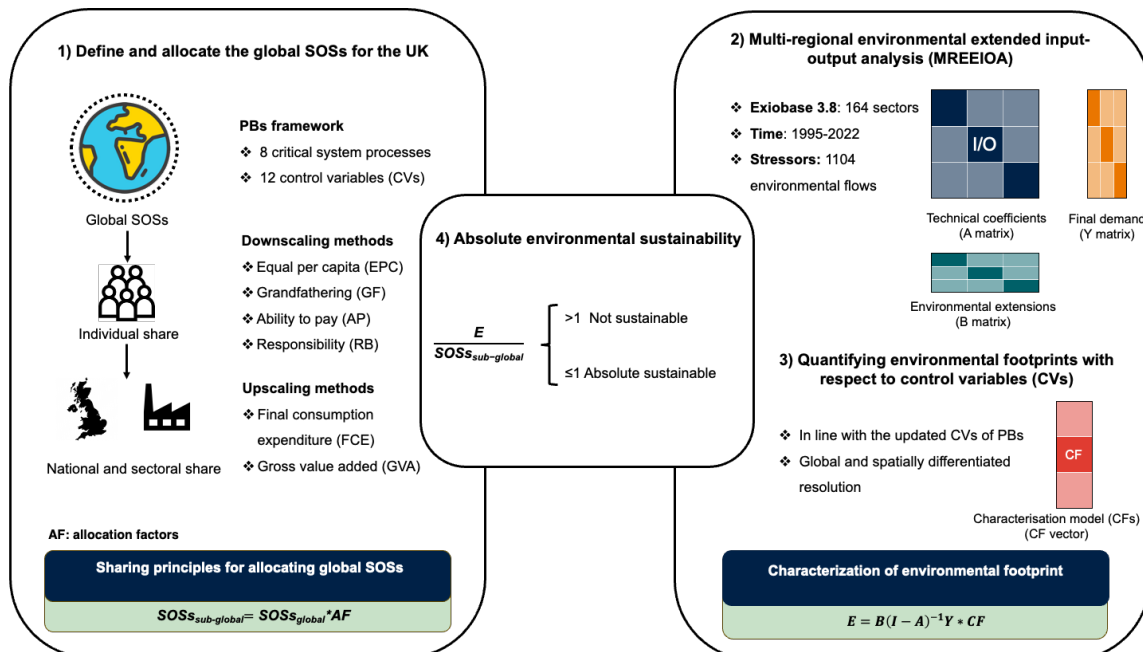 1) Define and allocate the global SOSs for the UK
PBs framework
❖ 8 critical system processes
❖ 12 control variables (CVs)
Global SOSs
Downscaling methods
❖ Equal per capita (EPC)
❖ Grandfathering (GF)
❖ Ability to pay (AP)
❖ Responsibility (RB)
Individual share
Upscaling methods
❖ Final consumption
expenditure (FCE)
❖ Gross value added (GVA)
National and sectoral share
AF: allocation factors
Sharing principles for allocating global SOSs
SOSs_sub-global= SOSs_global*AF
4) Absolute environmental sustainability
E
SOSs_sub−global
>1 Not sustainable
≤1 Absolute sustainable
2) Multi-regional environmental extended input-
output analysis (MREEIOA)
❖ Exiobase 3.8: 164 sectors
❖ Time: 1995-2022
❖ Stressors: 1104
environmental flows
I/O
Technical coefficients
(A matrix)
Final demand
(Y matrix)
Environmental extensions
(B matrix)
3) Quantifying environmental footprints with
respect to control variables (CVs)
❖ In line with the updated CVs of PBs
❖ Global and spatially differentiated
resolution
CF
Characterisation model (CFs)
(CF vector)
Characterization of environmental footprint
E = B(I − A)⁻¹Y ∗ CF